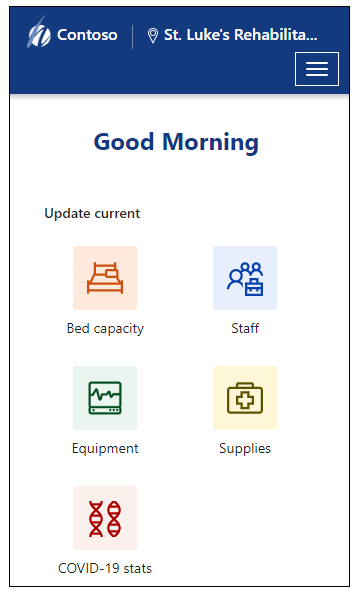 Contoso St. Luke's Rehabilita...
Good Morning
Update current
Bed capacity Staff
Equipment Supplies
COVID-19 stats